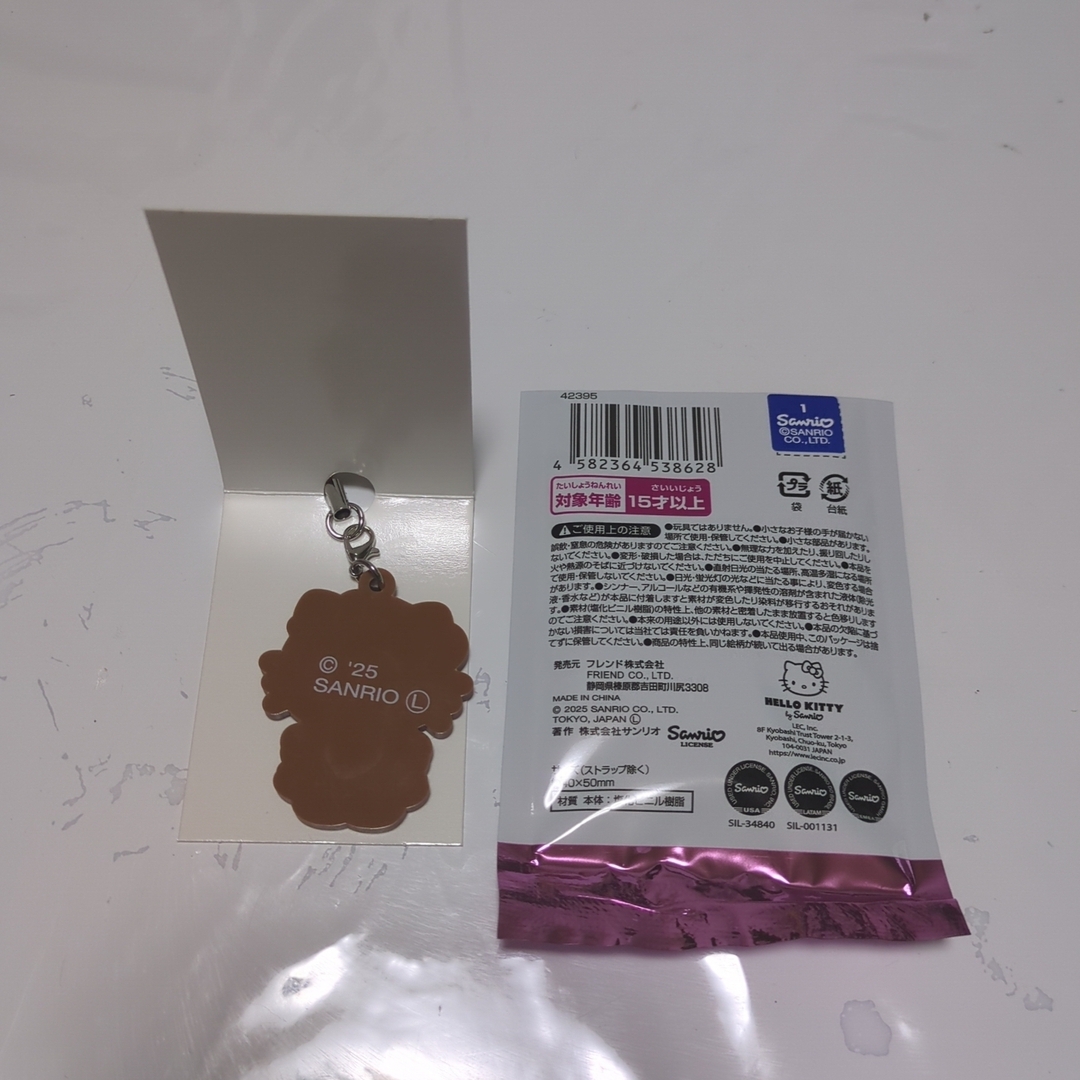 © '25
SANRIO Ⓛ
42395
4 582364 538628
1
Sanrio
©SANRIO
CO.,LTD.
たいしょうねんれい さいいじょう
対象年齢 15才以上
プラ
袋
紙
台紙
ご使用上の注意 ●玩具ではありません。●小さなお子様の手が届かない
場所で使用・保管してください。●小さな部品があります。
誤飲・窒息の危険がありますのでご注意ください。●無理な力を加えたり、振り回したりし
ないでください。●変形・破損した場合は、ただちにご使用を中止してください。●本品を
火や熱源のそばに近づけないでください。●直射日光の当たる場所、高温多湿になる場所
で使用・保管しないでください。●日光・蛍光灯の光などに当たる事により、変色する場合
があります。●シンナー、アルコールなどの有機系や揮発性の溶剤が含まれた液体(除光
液・香水など)が本品に付着しますと素材が変色したり染料が移行するおそれがありま
す。●素材(塩化ビニル樹脂)の特性上、他の素材と密着したまま放置すると色移りします
のでご注意ください。●本来の用途以外には使用しないでください。●本品の欠陥に基づ
かない損害については当社では責任を負いかねます。●本品使用中、このパッケージは捨
てずに保管してください。●商品の特性上、同じ絵柄が続いて出る場合があります。
発売元 フレンド株式会社
FRIEND CO., LTD.
静岡県榛原郡吉田町川尻3308
MADE IN CHINA
© 2025 SANRIO CO., LTD.
TOKYO, JAPAN Ⓛ
著作 株式会社サンリオ
Sanrio
LICENSE
HELLO KITTY
by Sanrio
LEC, Inc.
8F Kyobashi Trust Tower 2-1-3,
Kyobashi, Chuo-ku, Tokyo
104-0031 JAPAN
https://www.lecinc.co.jp
(ストラップ除く)
×50mm
材質 本体:塩化ビニル樹脂
Sanrio
USA
SIL-34840
Sanrio
LATAM
SIL-001131
Sanrio